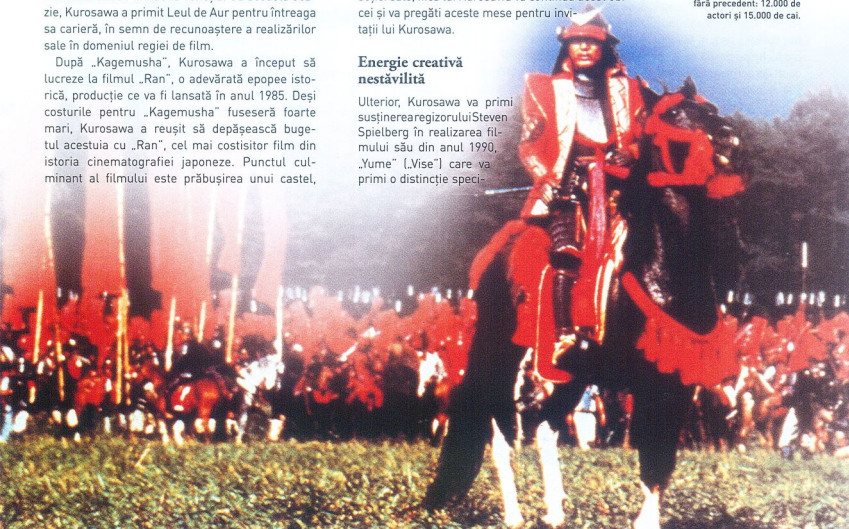 zie, Kurosawa a primit Leul de Aur pentru întreaga
sa carieră, în semn de recunoaștere a realizărilor
sale în domeniul regiei de film.
După „Kagemusha”, Kurosawa a început să
lucreze la filmul „Ran”, o adevărată epopee isto-
rică, producție ce va fi lansată în anul 1985. Deși
costurile pentru „Kagemusha” fuseseră foarte
mari, Kurosawa a reușit să depășească buge-
tul acestuia cu „Ran”, cel mai costisitor film din
istoria cinematografiei japoneze. Punctul cul-
minant al filmului este prăbușirea unui castel,
cei și va pregăti aceste mese pentru invi-
tații lui Kurosawa.
Energie creativă
nestăvilită
Ulterior, Kurosawa va primi
susținerea regizorului Steven
Spielberg în realizarea fil-
mului său din anul 1990,
„Yume” („Vise”) care va
primi o distincție speci-
fără precedent: 12.000 de
actori și 15.000 de cai.